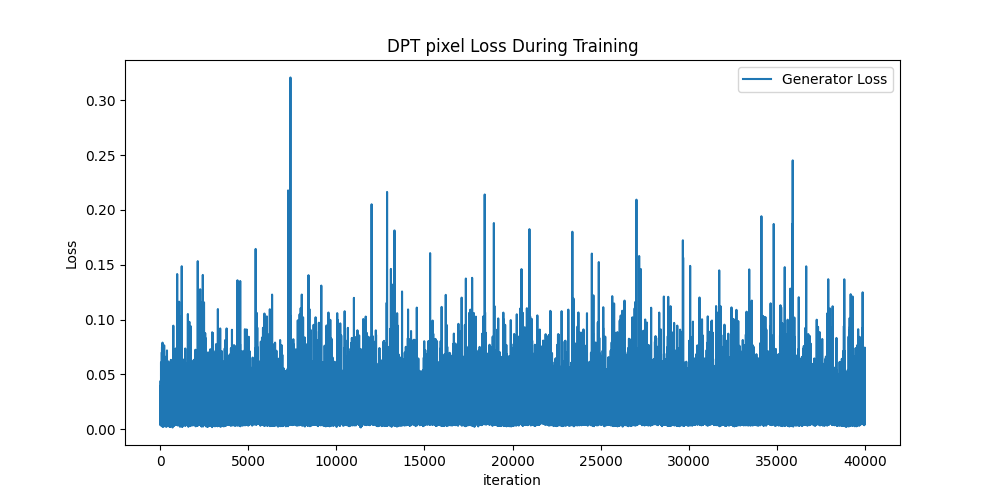 DPT pixel Loss During Training
Generator Loss
Loss
0.30
0.25
0.20
0.15
0.10
0.05
0.00
0 5000 10000 15000 20000 25000 30000 35000 40000
iteration